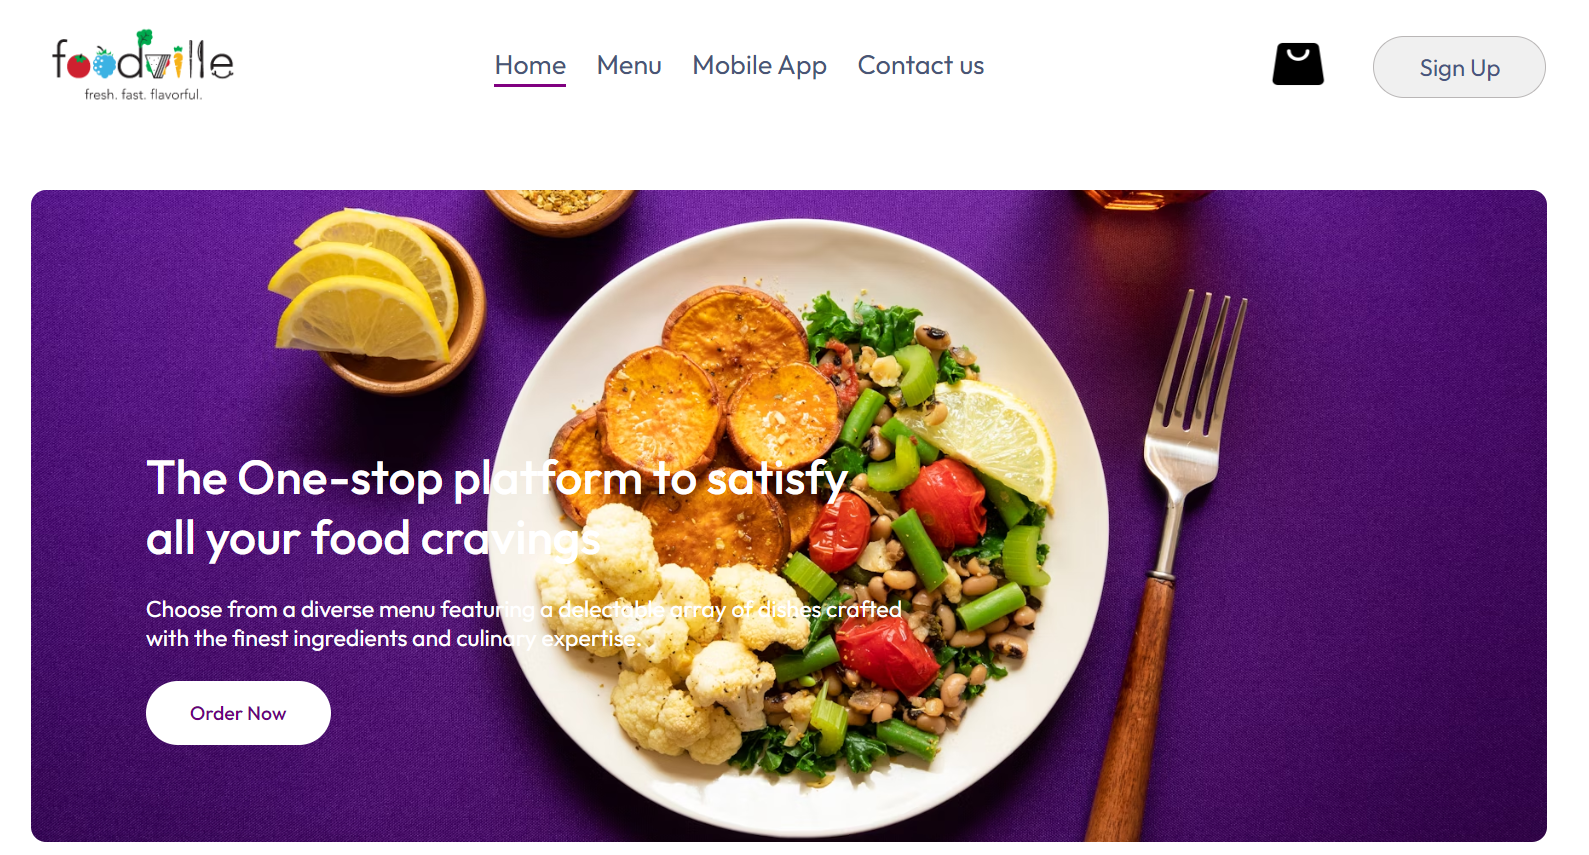 foodville
fresh. fast. flavorful.
Home Menu Mobile App Contact us
Sign Up
The One-stop platform to satisfy
all your food cravings
Choose from a diverse menu featuring a delectable array of dishes crafted
with the finest ingredients and culinary expertise.
Order Now